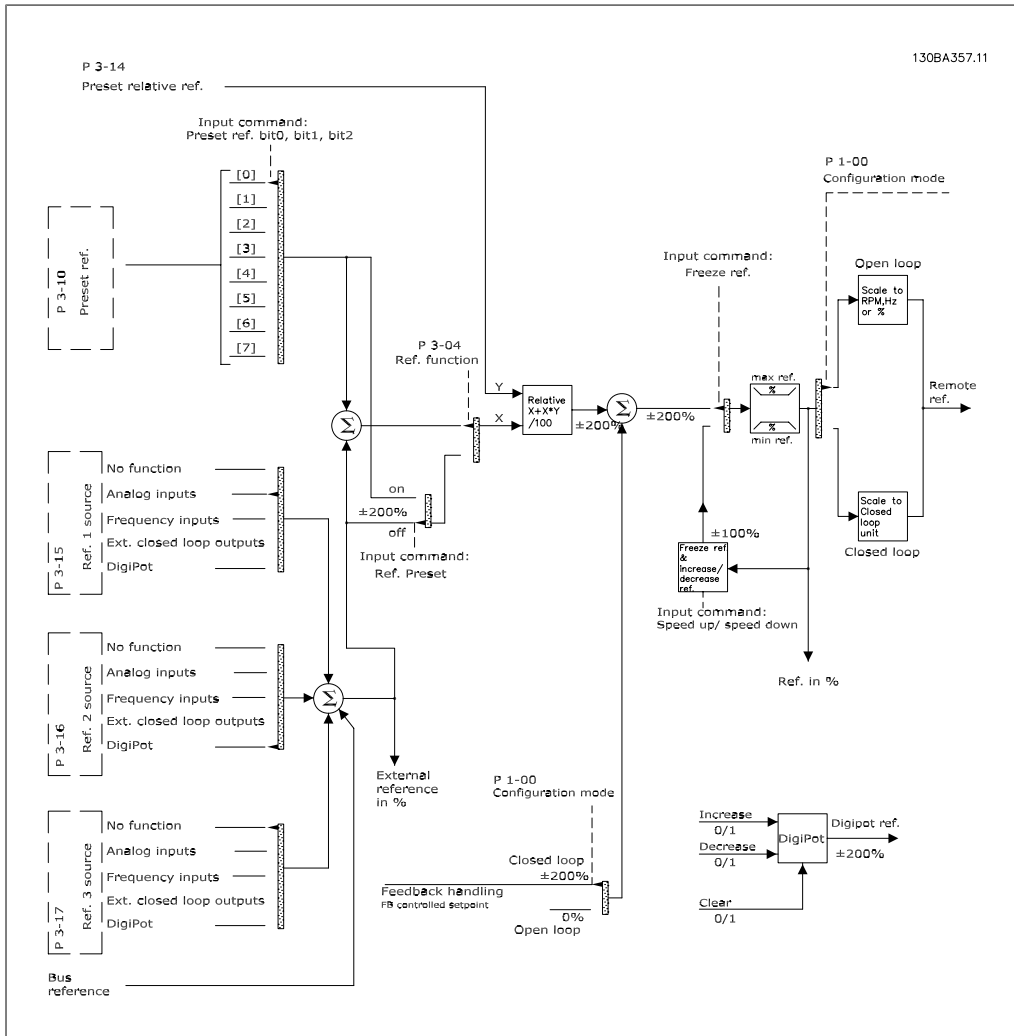 130BA357.11
P 3-14
Preset relative ref.
Input command:
Preset ref. bit0, bit1, bit2
[0]
[1]
[2]
[3]
[4]
[5]
[6]
[7]
P 3-10
Preset ref.
P 1-00
Configuration mode
Input command:
Freeze ref.
Open loop
Scale to
RPM,Hz
or %
P 3-04
Ref. function
Y
X
Relative
X+X*Y
/100
±200%
±200%
max ref.
%
%
min ref.
Remote
ref.
on
±200%
off
Input command:
Ref. Preset
±100%
Freeze ref.
&
increase/
decrease
ref.
Input command:
Speed up/ speed down
Scale to
Closed
loop
unit
Closed loop
Ref. in %
P 3-15
Ref. 1 source
No function
Analog inputs
Frequency inputs
Ext. closed loop outputs
DigiPot
P 3-16
Ref. 2 source
No function
Analog inputs
Frequency inputs
Ext. closed loop outputs
DigiPot
P 3-17
Ref. 3 source
No function
Analog inputs
Frequency inputs
Ext. closed loop outputs
DigiPot
Bus
reference
Σ
Σ
Σ
External
reference
in %
P 1-00
Configuration mode
Closed loop
±200%
Feedback handling
FB controlled setpoint
0%
Open loop
Increase
0/1
Decrease
0/1
Clear
0/1
DigiPot
Digipot ref.
±200%